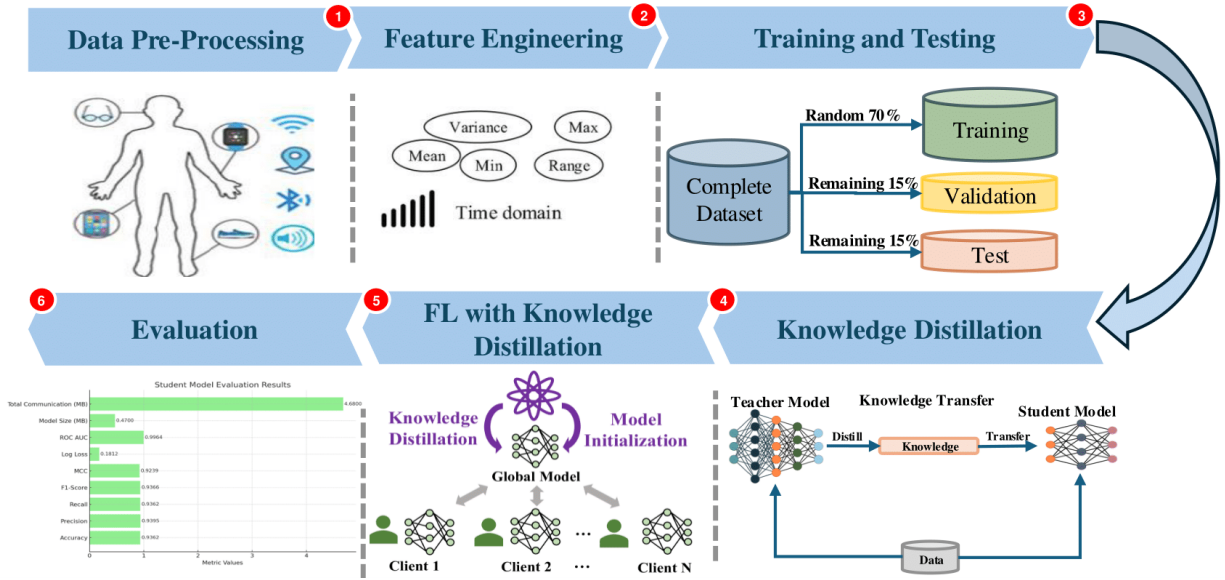 1
Data Pre-Processing
2
Feature Engineering
3
Training and Testing
Variance
Max
Mean
Min
Range
Time domain
Complete
Dataset
Random 70%
Training
Remaining 15%
Validation
Remaining 15%
Test
6
Evaluation
5
FL with Knowledge
Distillation
4
Knowledge Distillation
Student Model Evaluation Results
Total Communication (MB)
4.6800
Model Size (MB)
0.4700
ROC AUC
0.9964
Log Loss
0.1812
MCC
0.9239
F1-Score
0.9366
Recall
0.9362
Precision
0.9395
Accuracy
0.9362
0
1
2
3
4
Metric Values
Knowledge
Distillation
Model
Initialization
Global Model
Client 1
Client 2
...
...
Client N
Teacher Model
Knowledge Transfer
Student Model
Distill
Knowledge
Transfer
Data